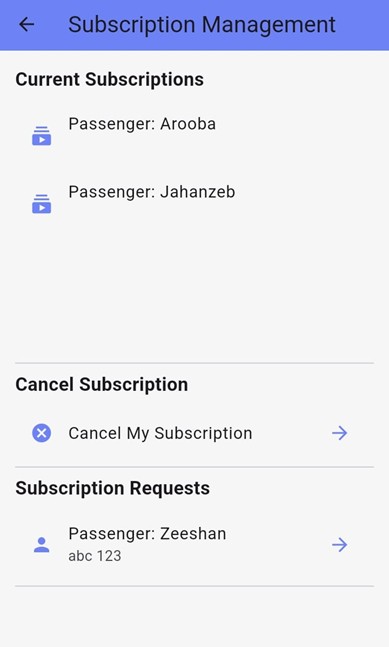 Subscription Management
Current Subscriptions
Passenger: Arooba
Passenger: Jahanzeb
Cancel Subscription
Cancel My Subscription
Subscription Requests
Passenger: Zeeshan
abc 123